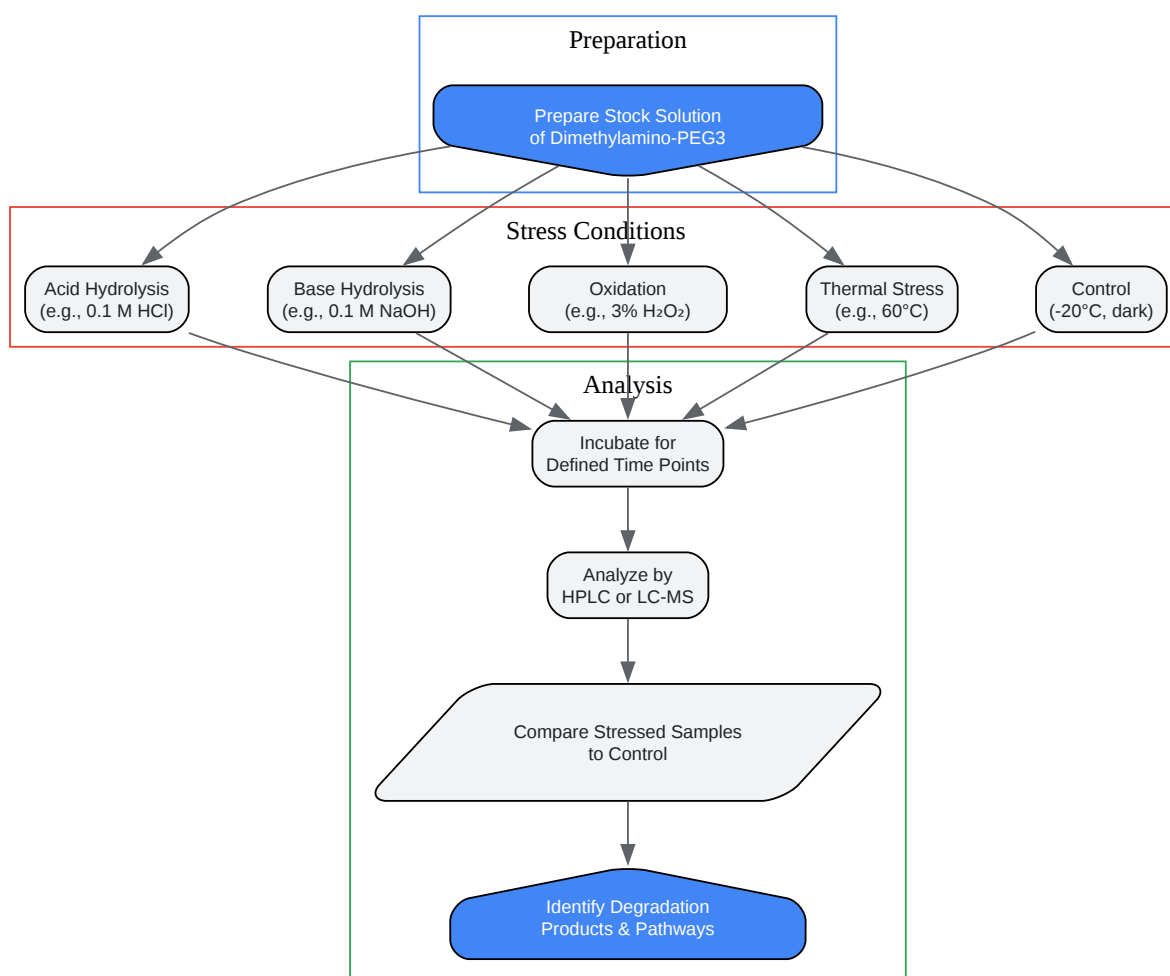 Preparation
Prepare Stock Solution
of Dimethylamino-PEG3
Stress Conditions
Acid Hydrolysis
(e.g., 0.1 M HCl)
Base Hydrolysis
(e.g., 0.1 M NaOH)
Oxidation
(e.g., 3% H₂O₂)
Thermal Stress
(e.g., 60°C)
Control
(-20°C, dark)
Analysis
Incubate for
Defined Time Points
Analyze by
HPLC or LC-MS
Compare Stressed Samples
to Control
Identify Degradation
Products & Pathways